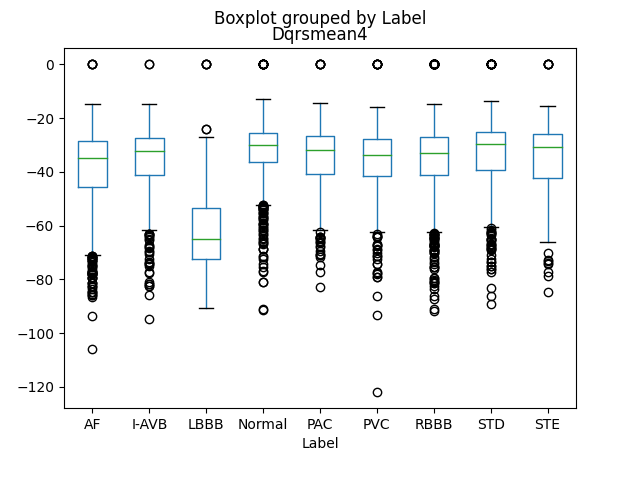 Boxplot grouped by Label
Dqrsmean4
0
−20
−40
−60
−80
−100
−120
AF I-AVB LBBB Normal PAC PVC RBBB STD STE
Label